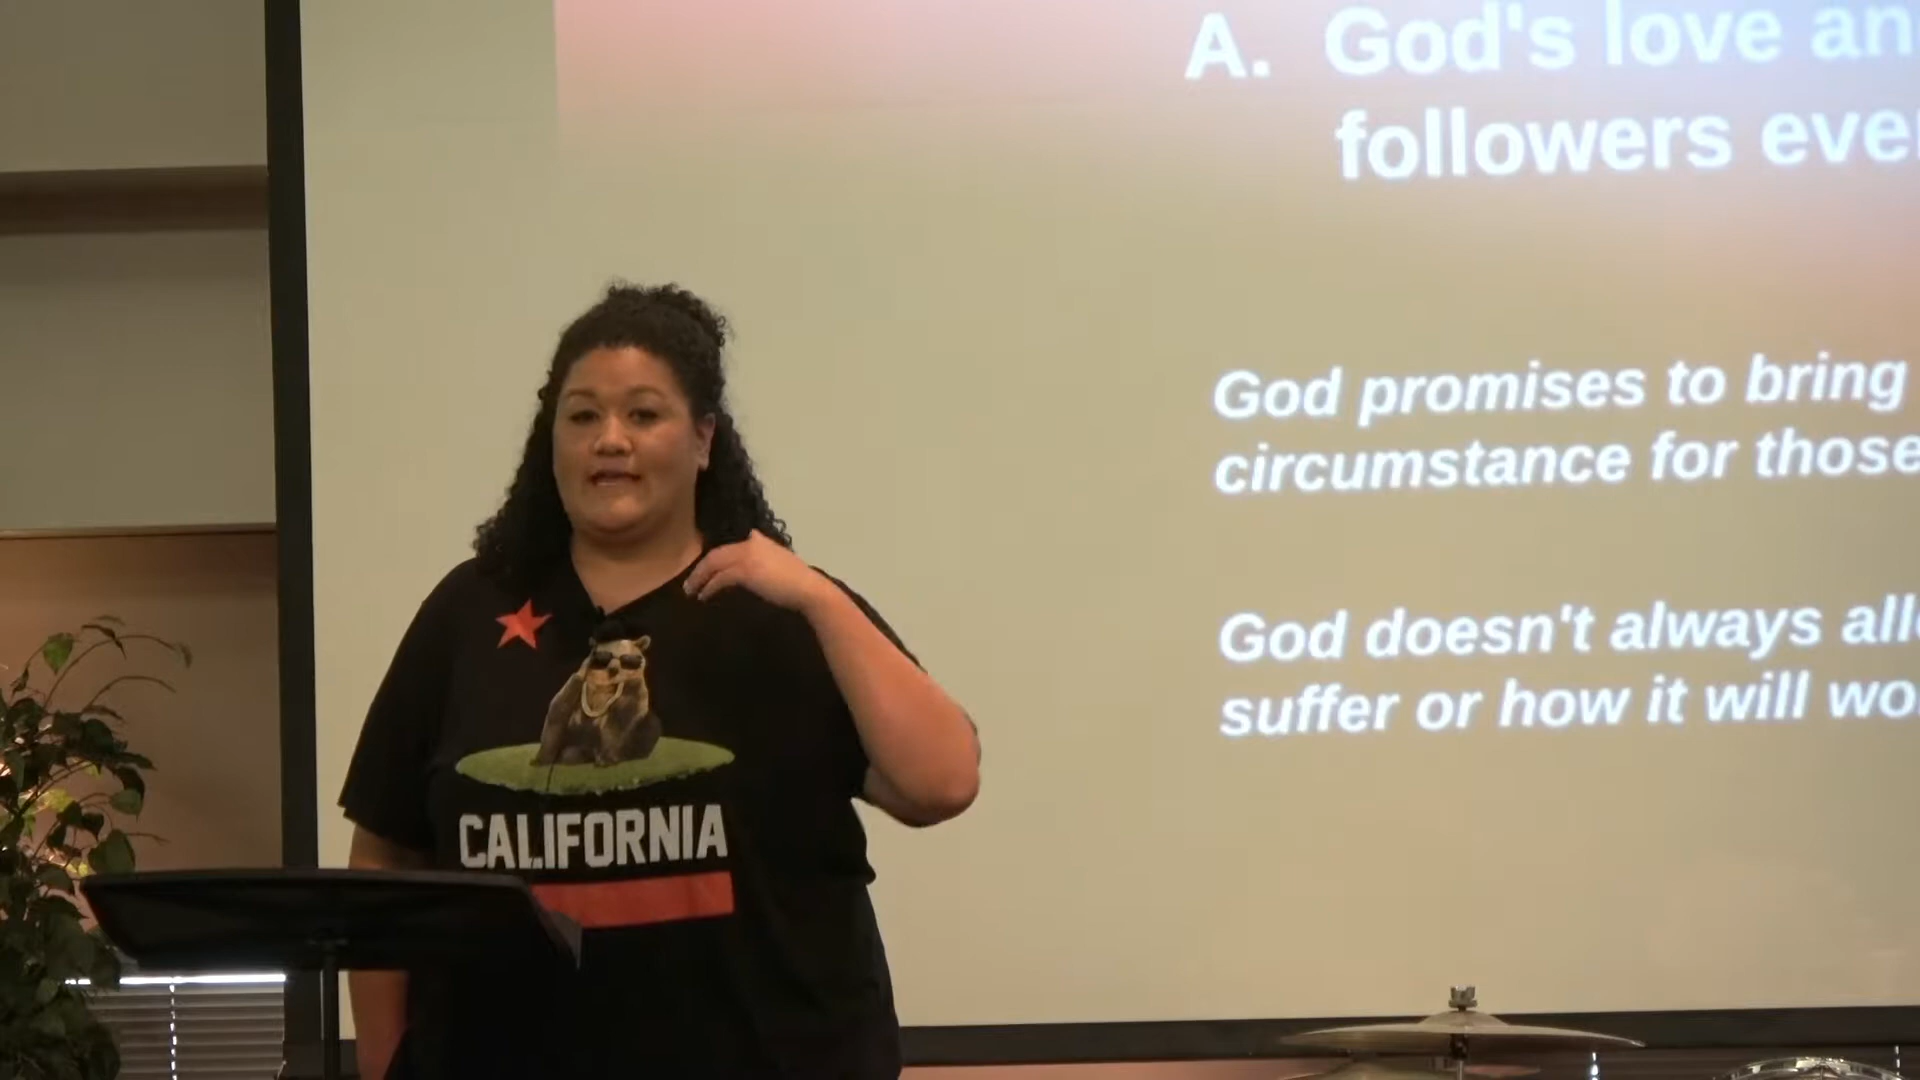 A. God's love an
followers eve
God promises to bring
circumstance for those
God doesn't always all
suffer or how it will wo
CALIFORNIA